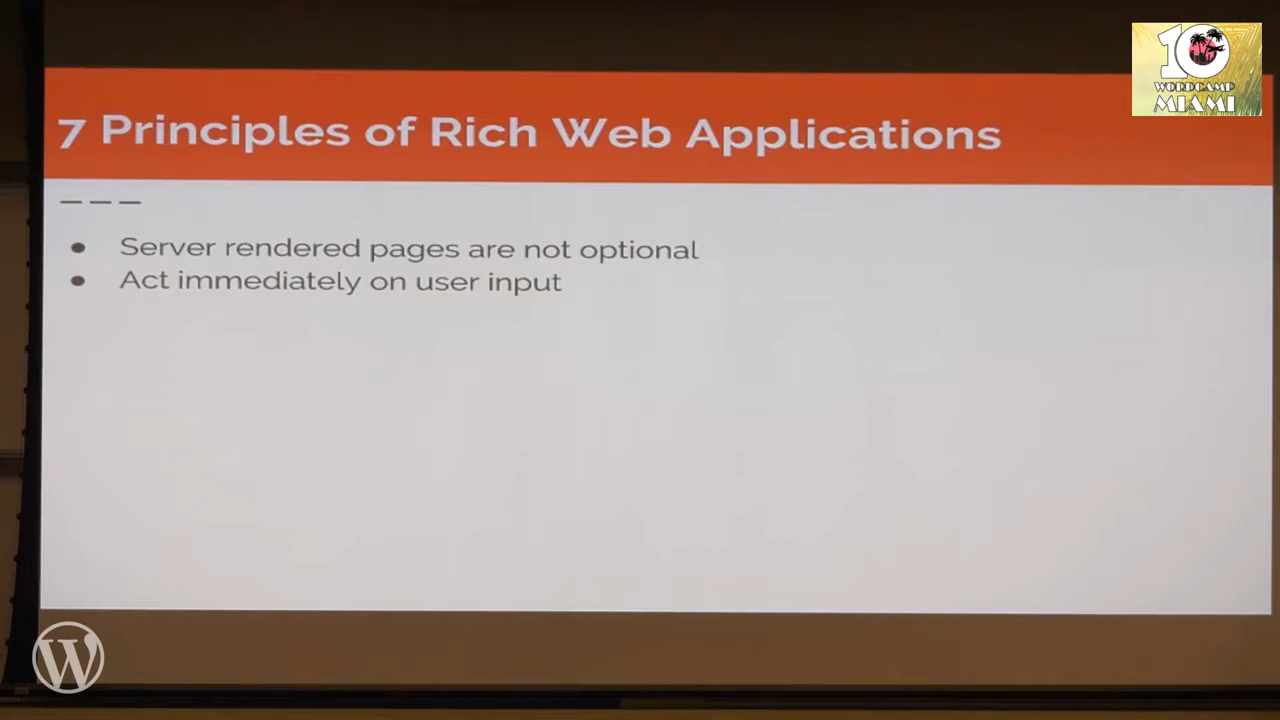 10
WORDCAMP
MIAMI
7 Principles of Rich Web Applications
Server rendered pages are not optional
Act immediately on user input